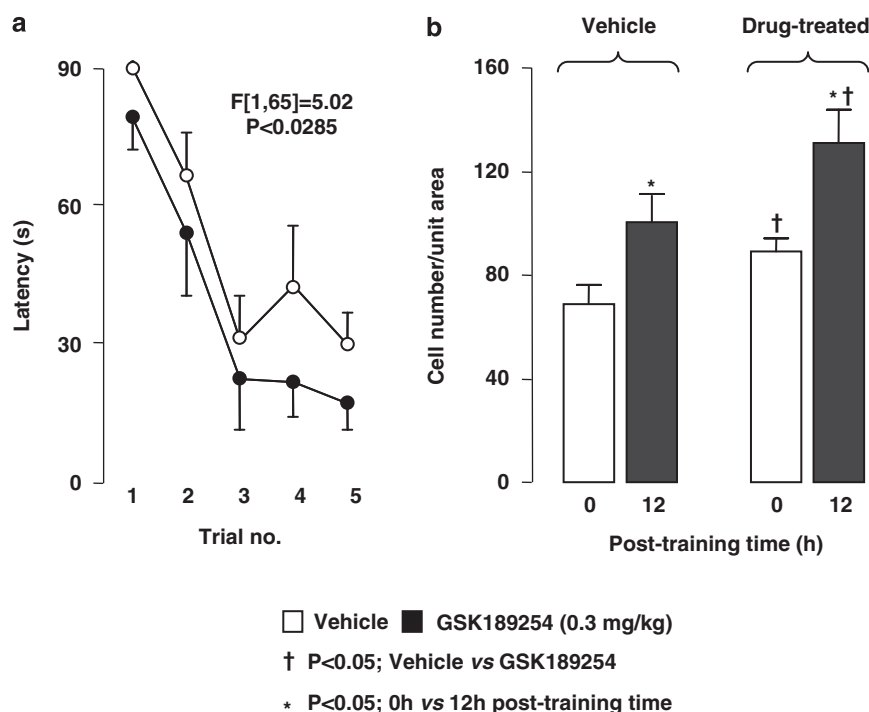 a
90
60
30
0
Latency (s)
F[1,65]=5.02
P<0.0285
1 2 3 4 5
Trial no.
b
Vehicle Drug-treated
160
120
80
40
0
Cell number/unit area
* † *†
0 12 0 12
Post-training time (h)
Vehicle GSK189254 (0.3 mg/kg)
† P<0.05; Vehicle vs GSK189254
* P<0.05; 0h vs 12h post-training time